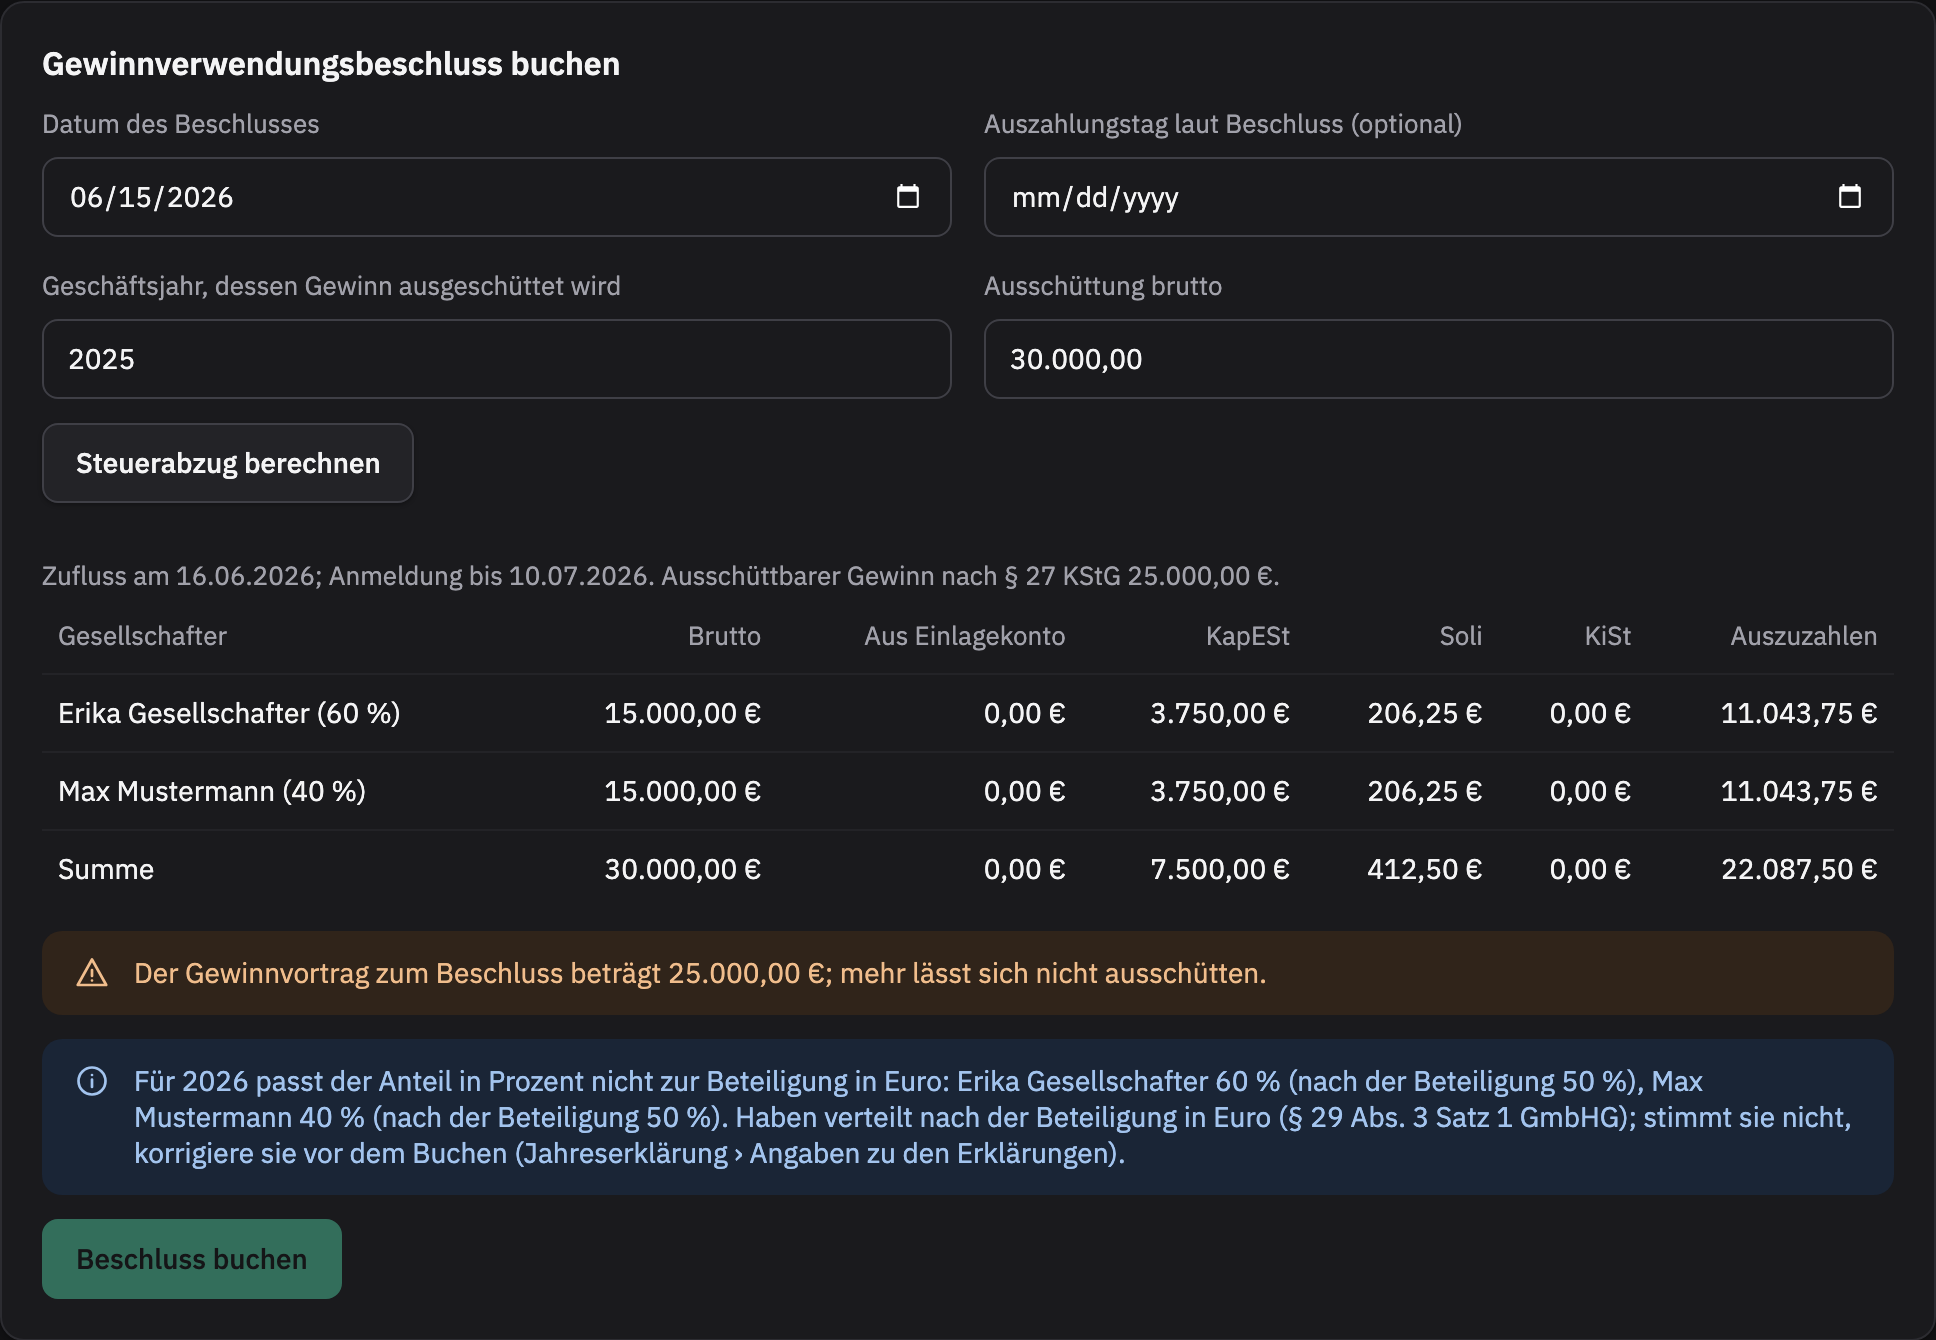 Gewinnverwendungsbeschluss buchen
Datum des Beschlusses
Auszahlungstag laut Beschluss (optional)
06/15/2026
mm/dd/yyyy
Geschäftsjahr, dessen Gewinn ausgeschüttet wird
Ausschüttung brutto
2025
30.000,00
Steuerabzug berechnen
Zufluss am 16.06.2026; Anmeldung bis 10.07.2026. Ausschüttbarer Gewinn nach § 27 KStG 25.000,00 €.
Gesellschafter Brutto Aus Einlagekonto KapESt Soli KiSt Auszuzahlen
Erika Gesellschafter (60 %) 15.000,00 € 0,00 € 3.750,00 € 206,25 € 0,00 € 11.043,75 €
Max Mustermann (40 %) 15.000,00 € 0,00 € 3.750,00 € 206,25 € 0,00 € 11.043,75 €
Summe 30.000,00 € 0,00 € 7.500,00 € 412,50 € 0,00 € 22.087,50 €
Der Gewinnvortrag zum Beschluss beträgt 25.000,00 €; mehr lässt sich nicht ausschütten.
Für 2026 passt der Anteil in Prozent nicht zur Beteiligung in Euro: Erika Gesellschafter 60 % (nach der Beteiligung 50 %), Max
Mustermann 40 % (nach der Beteiligung 50 %). Haben verteilt nach der Beteiligung in Euro (§ 29 Abs. 3 Satz 1 GmbHG); stimmt sie nicht,
korrigiere sie vor dem Buchen (Jahreserklärung › Angaben zu den Erklärungen).
Beschluss buchen